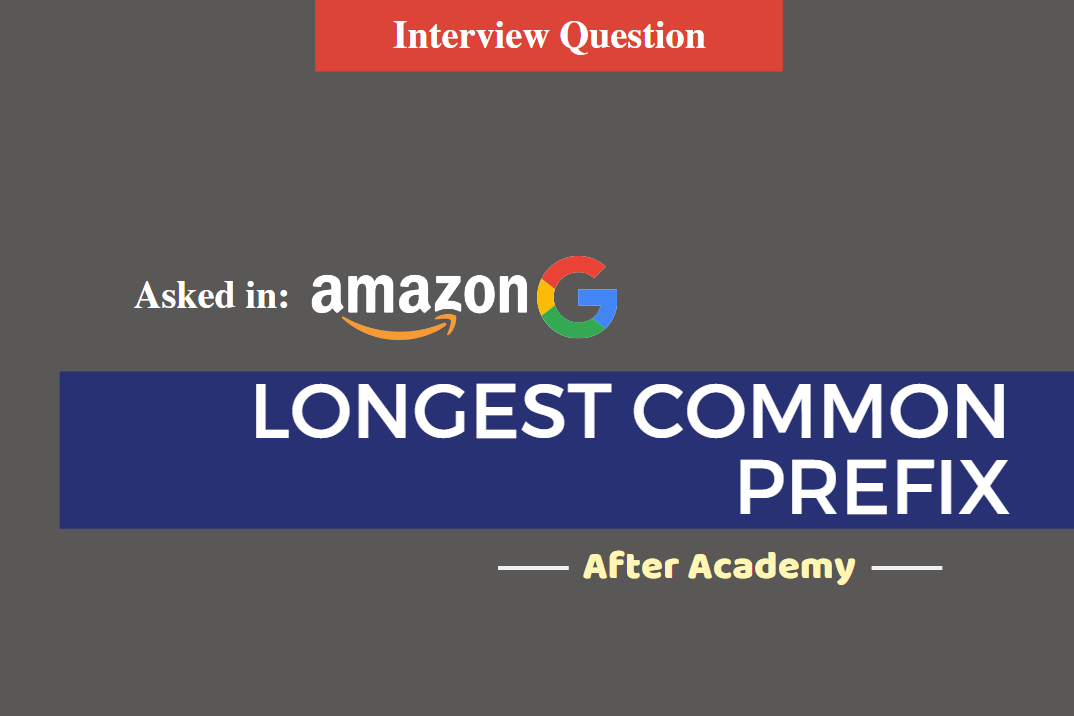 Interview Question
Asked in: amazon G
LONGEST COMMON
PREFIX
After Academy